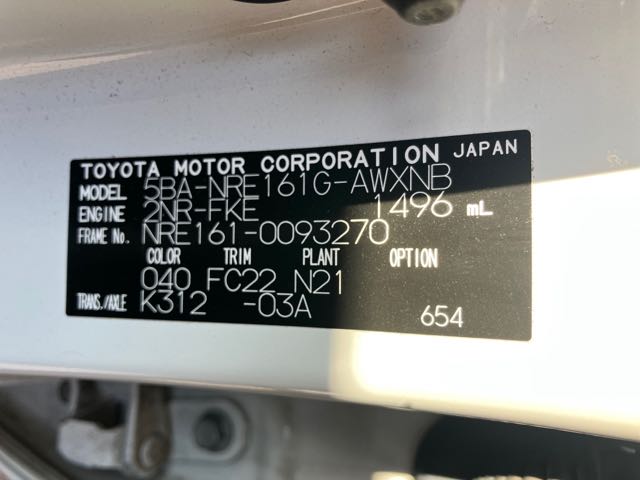 TOYOTA MOTOR CORPORATION JAPAN
MODEL 5BA-NRE161G-AWXNB
ENGINE 2NR-FKE 1496 mL
FRAME No. NRE161-0093270
COLOR TRIM PLANT OPTION
040 FC22 N21
TRANS./AXLE K312 -03A
654